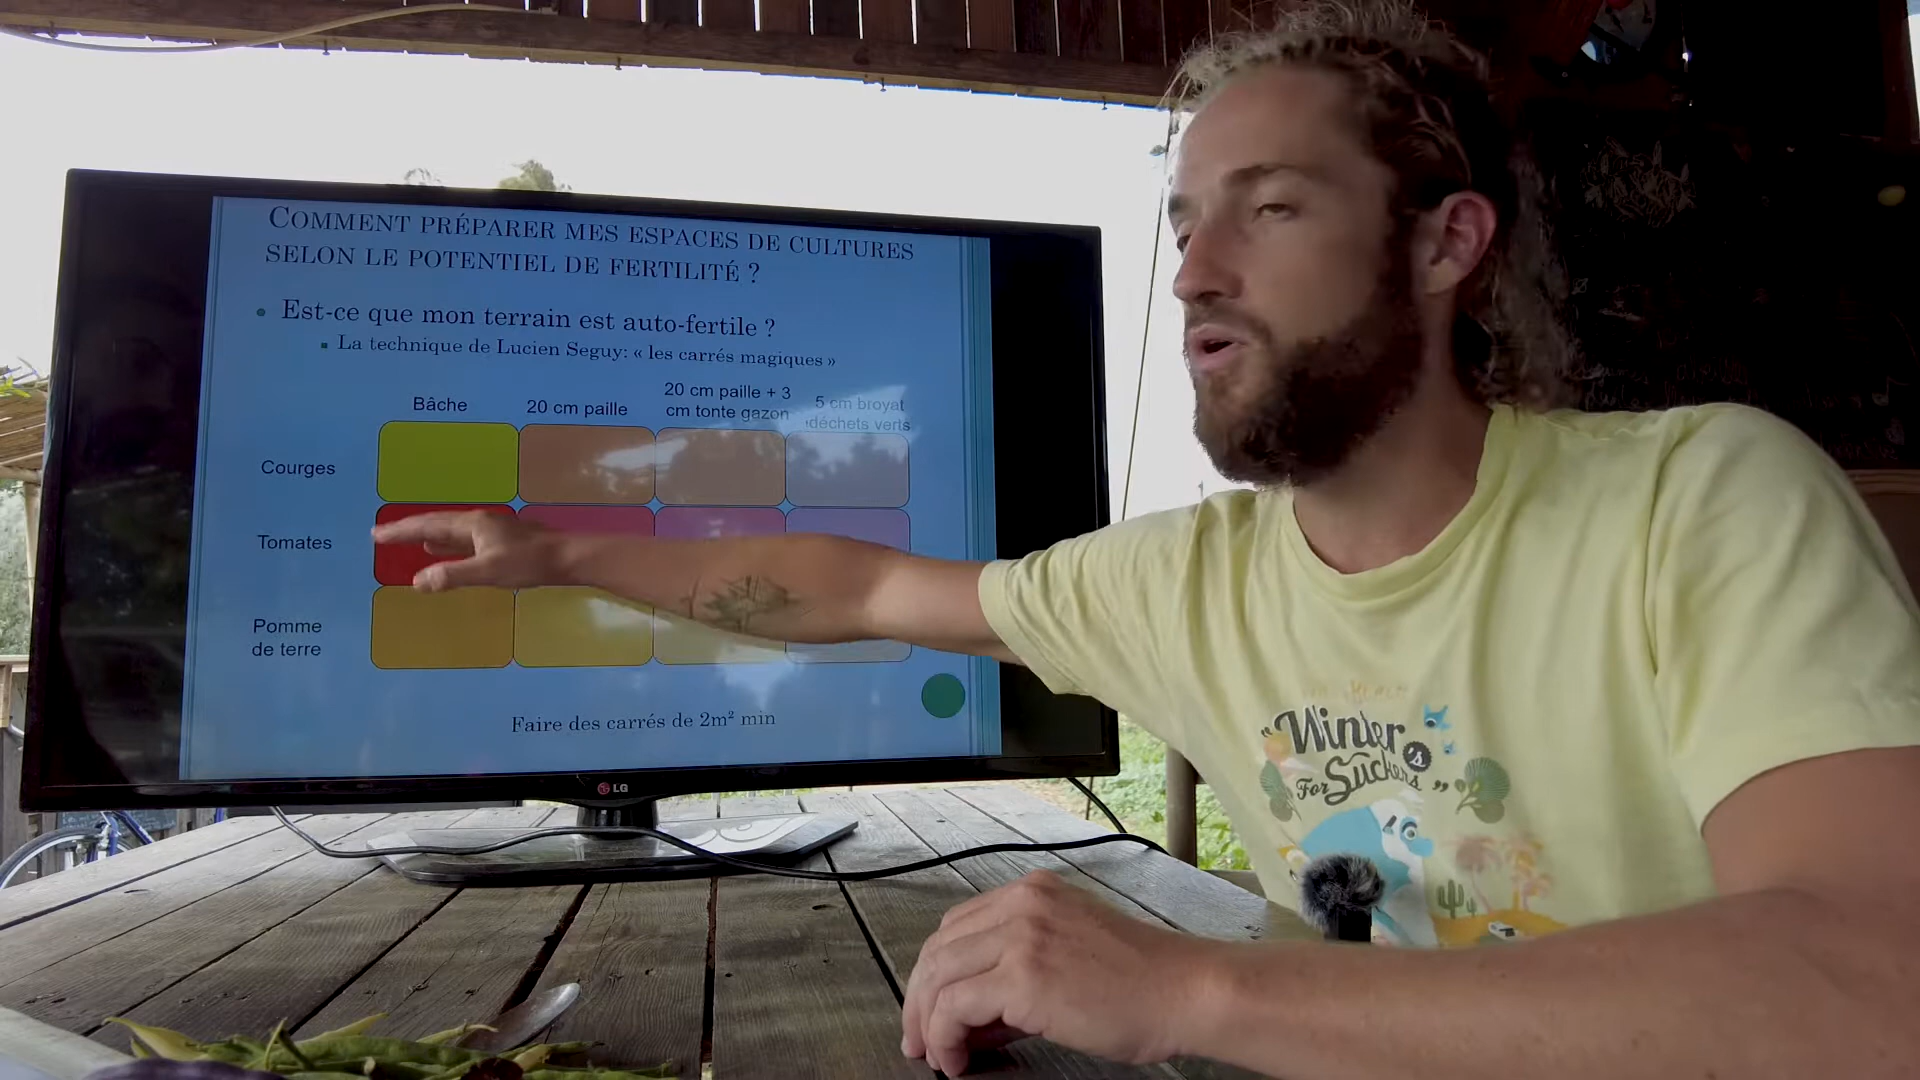 COMMENT PRÉPARER MES ESPACES DE CULTURES
SELON LE POTENTIEL DE FERTILITÉ ?
Est-ce que mon terrain est auto-fertile ?
La technique de Lucien Seguy: « les carrés magiques »
Bâche
20 cm paille
20 cm paille + 3
cm tonte gazon
5 cm broyat
déchets verts
Courges
Tomates
Pomme
de terre
Faire des carrés de 2m² min
LG
"Winter's
For Suckers"